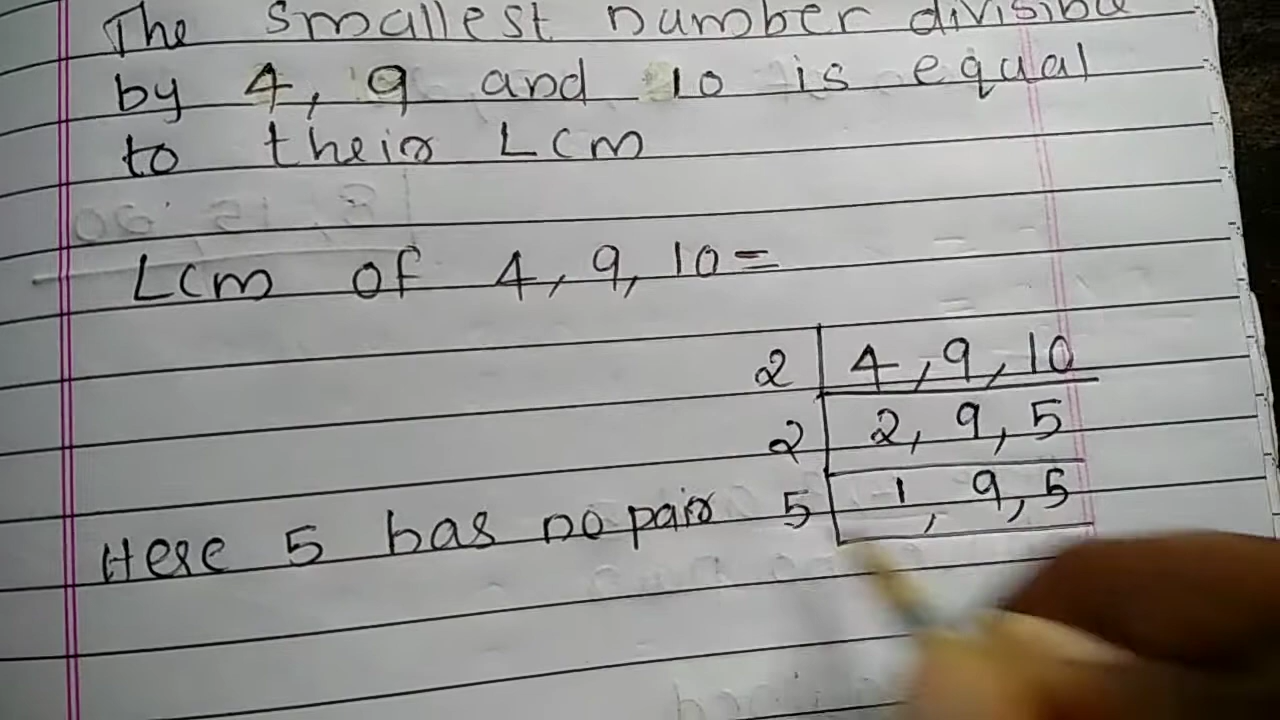 The smallest number divisible
by 4, 9 and 10 is equal
to their LCM
LCM of 4, 9, 10 =
2 | 4, 9, 10
2 | 2, 9, 5
Here 5 has no pair 5 | 1, 9, 5